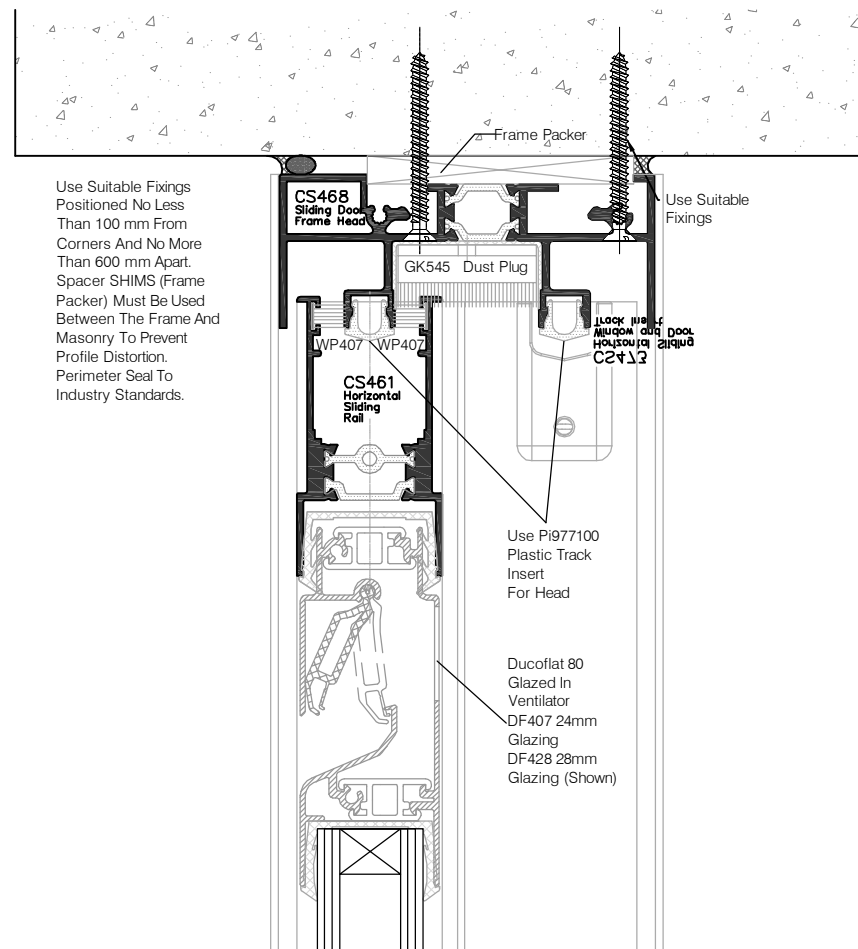 Frame Packer
Use Suitable Fixings
Positioned No Less
Than 100 mm From
Corners And No More
Than 600 mm Apart.
Spacer SHIMS (Frame
Packer) Must Be Used
Between The Frame And
Masonry To Prevent
Profile Distortion.
Perimeter Seal To
Industry Standards.
CS468
Sliding Door
Frame Head
Use Suitable
Fixings
GK545 Dust Plug
WP407 WP407
CS473
Horizontal Sliding
Window and Door
Track Insert
CS461
Horizontal
Sliding
Rail
Use Pi977100
Plastic Track
Insert
For Head
Ducoflat 80
Glazed In
Ventilator
DF407 24mm
Glazing
DF428 28mm
Glazing (Shown)